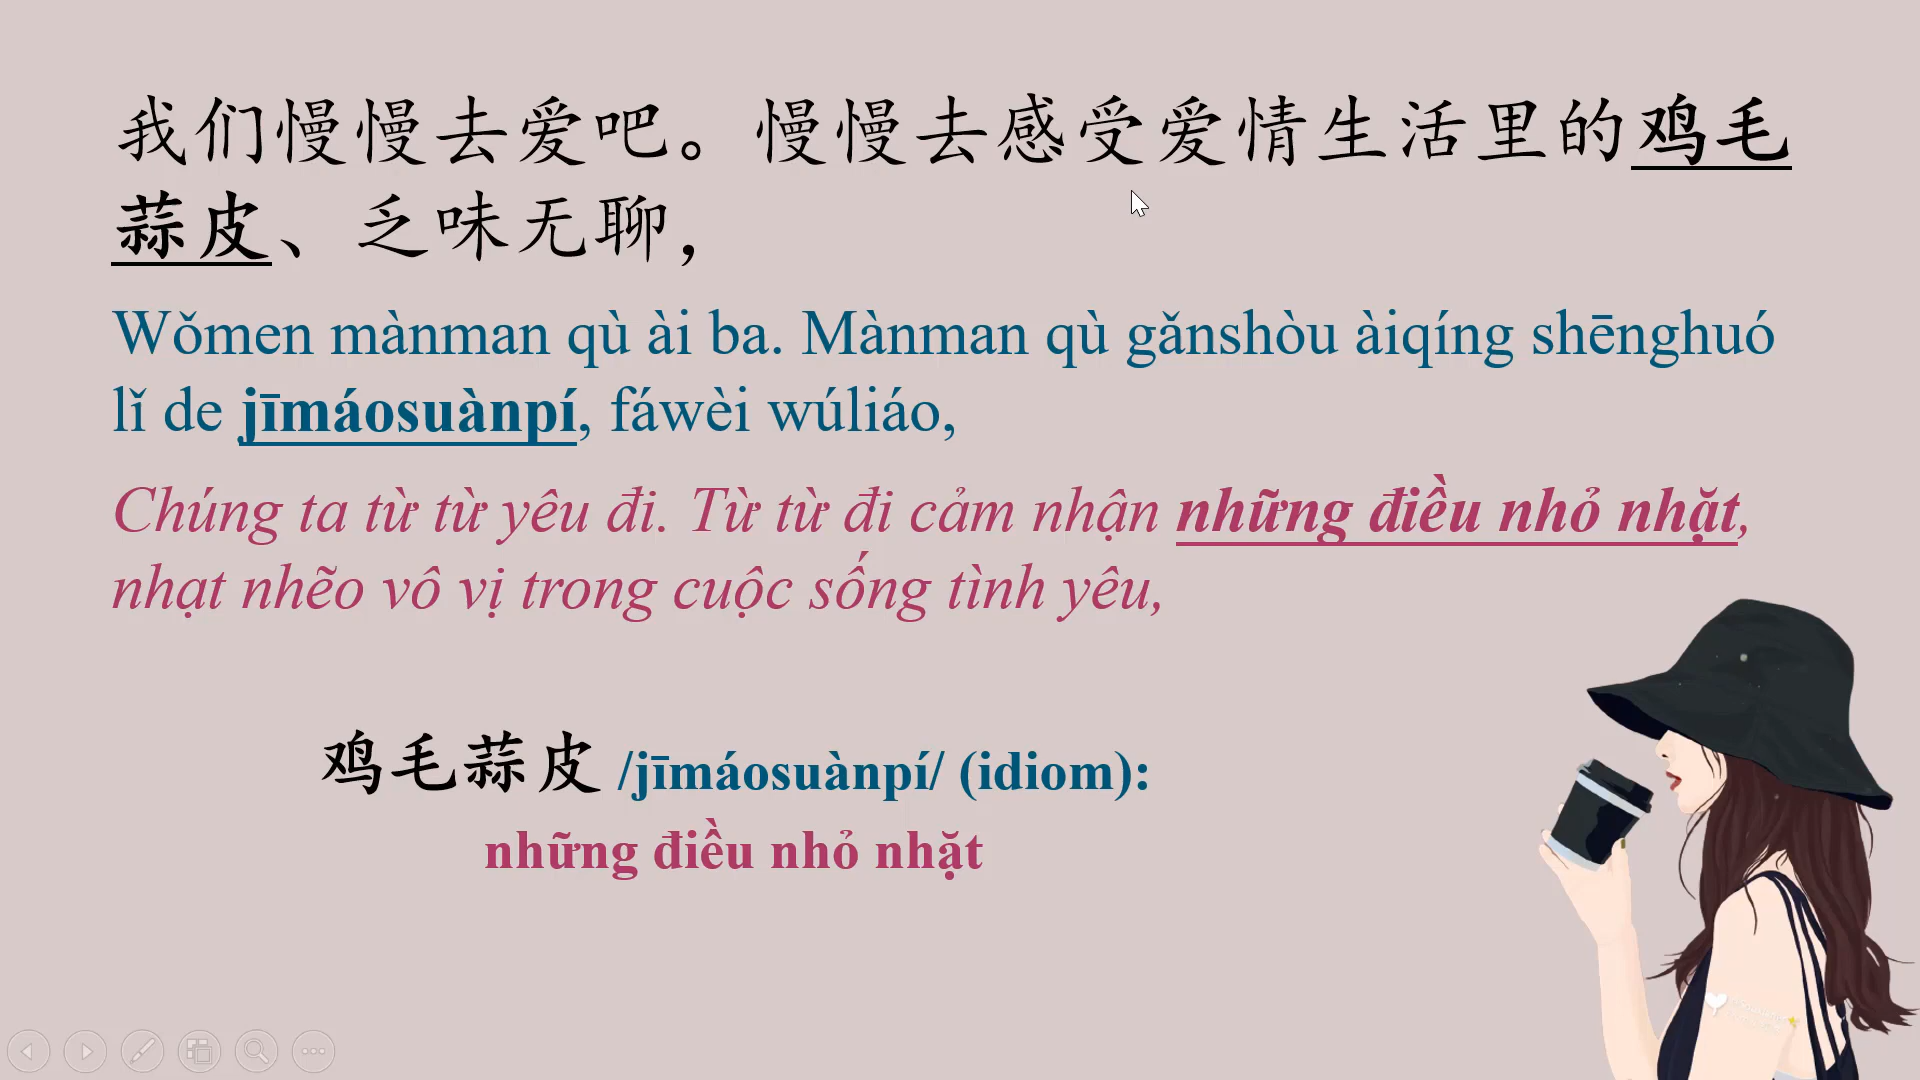 我们慢慢去爱吧。慢慢去感受爱情生活里的鸡毛
蒜皮、乏味无聊，
Wǒmen mànman qù ài ba. Mànman qù gǎnshòu àiqíng shēnghuó
lǐ de jīmáosuànpí, fáwèi wúliáo,
Chúng ta từ từ yêu đi. Từ từ đi cảm nhận những điều nhỏ nhặt,
nhạt nhẽo vô vị trong cuộc sống tình yêu,
鸡毛蒜皮 /jīmáosuànpí/ (idiom):
những điều nhỏ nhặt